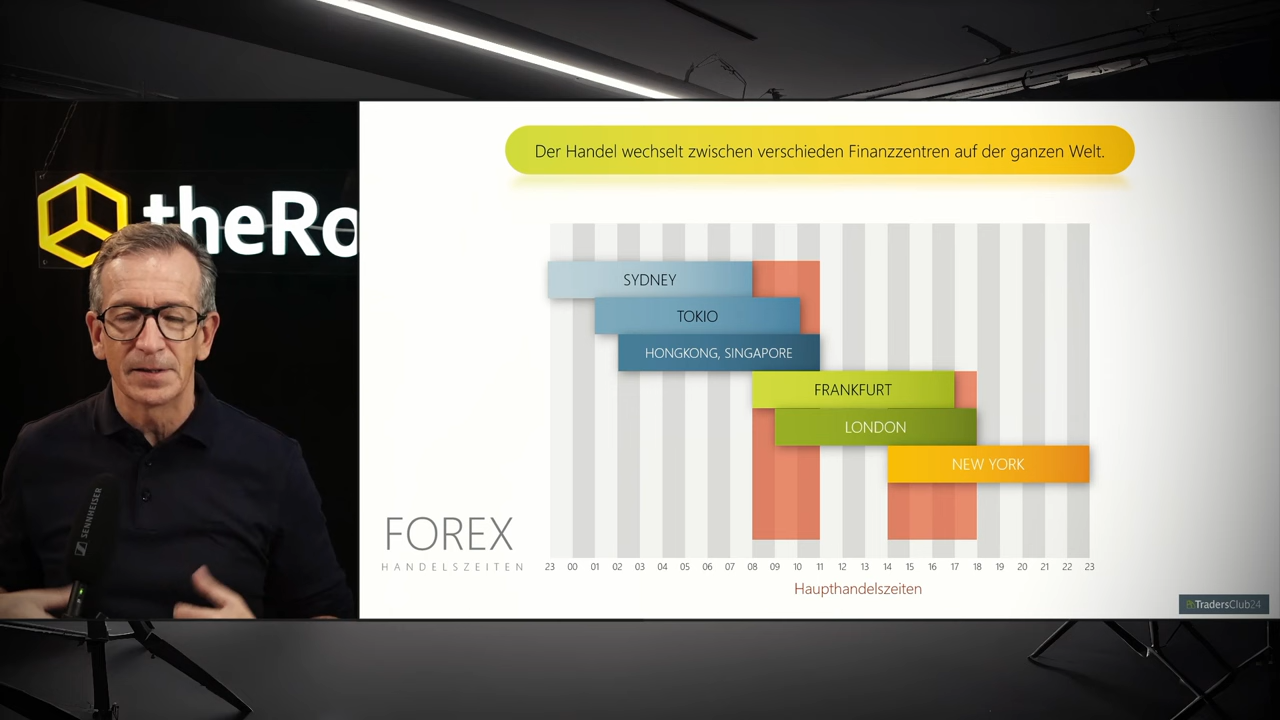 theRo
SENNHEISER
Der Handel wechselt zwischen verschieden Finanzzentren auf der ganzen Welt.
SYDNEY
TOKIO
HONGKONG, SINGAPORE
FRANKFURT
LONDON
NEW YORK
FOREX
HANDELSZEITEN
23 00 01 02 03 04 05 06 07 08 09 10 11 12 13 14 15 16 17 18 19 20 21 22 23
Haupthandelszeiten
TradersClub24